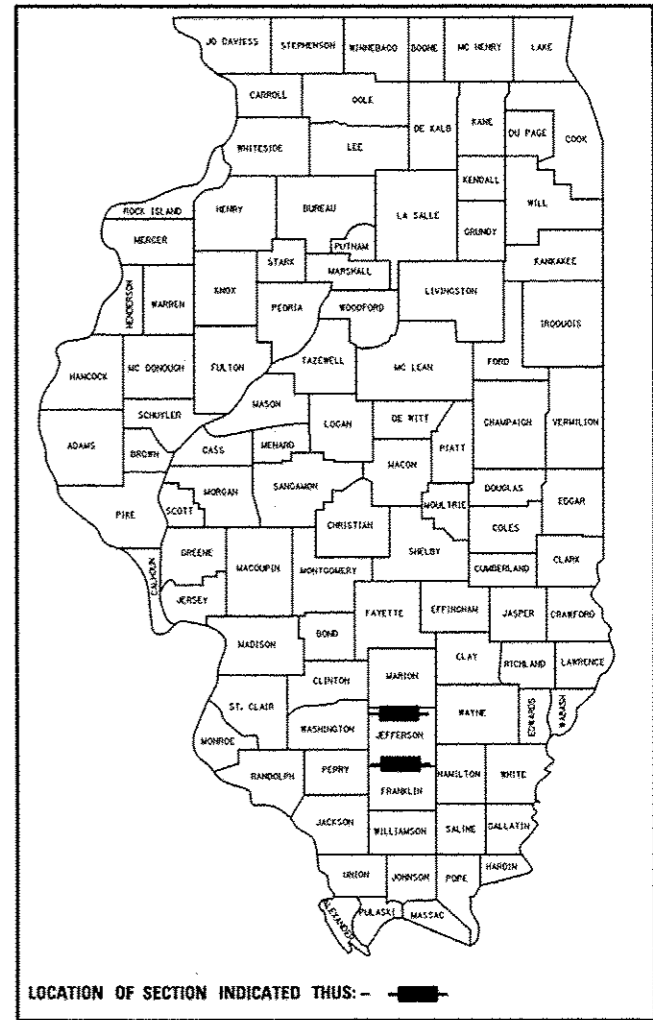 JO DAVIESS STEPHENSON WINNEBAGO BOONE MC HENRY LAKE
CARROLL OGLE DE KALB KANE DU PAGE COOK
WHITESIDE LEE KENDALL WILL
ROCK ISLAND HENRY BUREAU LA SALLE GRUNDY
MERCER PUTNAM KANKAKEE
STARK MARSHALL
HENDERSON WARREN KNOX PEORIA WOODFORD LIVINGSTON IROQUOIS
HANCOCK MC DONOUGH FULTON TAZEWELL MC LEAN FORD
SCHUYLER MASON LOGAN DE WITT CHAMPAIGN VERMILION
ADAMS BROWN CASS MENARD MACON PIATT
PIKE SCOTT MORGAN SANGAMON CHRISTIAN MOULTRIE DOUGLAS EDGAR
COLES
CALHOUN GREENE MACOUPIN MONTGOMERY SHELBY CUMBERLAND CLARK
JERSEY FAYETTE EFFINGHAM JASPER CRAWFORD
MADISON BOND CLAY RICHLAND LAWRENCE
CLINTON MARION
ST. CLAIR WASHINGTON JEFFERSON WAYNE EDWARDS WABASH
MONROE
RANDOLPH PERRY FRANKLIN HAMILTON WHITE
JACKSON WILLIAMSON SALINE GALLATIN
UNION JOHNSON POPE HARDIN
ALEXANDER PULASKI MASSAC
LOCATION OF SECTION INDICATED THUS: -